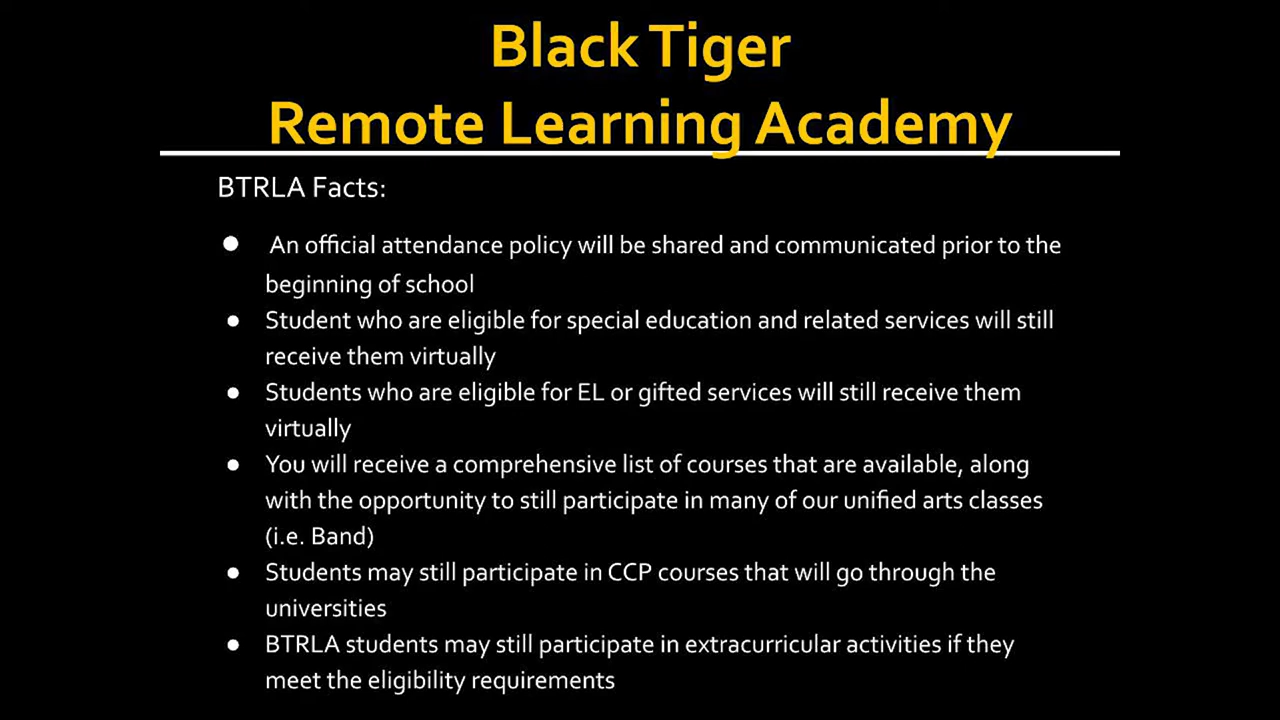 Black Tiger
Remote Learning Academy
BTRLA Facts:
● An official attendance policy will be shared and communicated prior to the
beginning of school
● Student who are eligible for special education and related services will still
receive them virtually
● Students who are eligible for EL or gifted services will still receive them
virtually
● You will receive a comprehensive list of courses that are available, along
with the opportunity to still participate in many of our unified arts classes
(i.e. Band)
● Students may still participate in CCP courses that will go through the
universities
● BTRLA students may still participate in extracurricular activities if they
meet the eligibility requirements